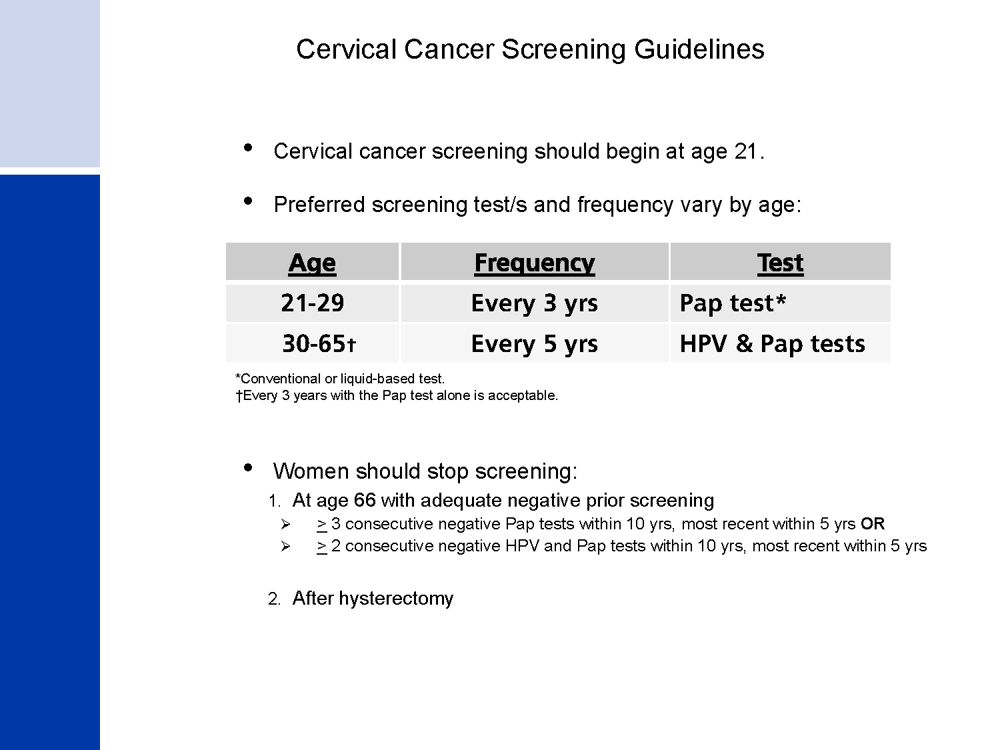 Cervical Cancer Screening Guidelines
• Cervical cancer screening should begin at age 21.
• Preferred screening test/s and frequency vary by age:
Age Frequency Test
21-29 Every 3 yrs Pap test*
30-65† Every 5 yrs HPV & Pap tests
*Conventional or liquid-based test.
†Every 3 years with the Pap test alone is acceptable.
• Women should stop screening:
1. At age 66 with adequate negative prior screening
➢ > 3 consecutive negative Pap tests within 10 yrs, most recent within 5 yrs OR
➢ > 2 consecutive negative HPV and Pap tests within 10 yrs, most recent within 5 yrs
2. After hysterectomy